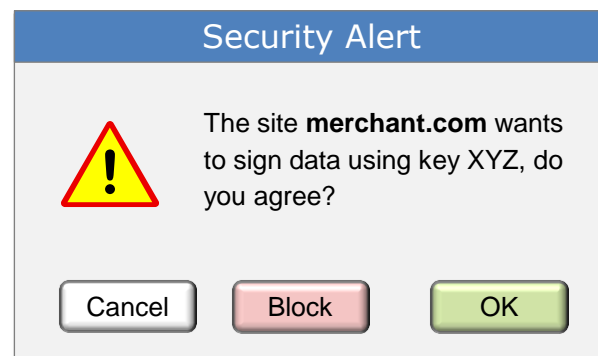 Security Alert
The site merchant.com wants
to sign data using key XYZ, do
you agree?
!
Cancel
Block
OK